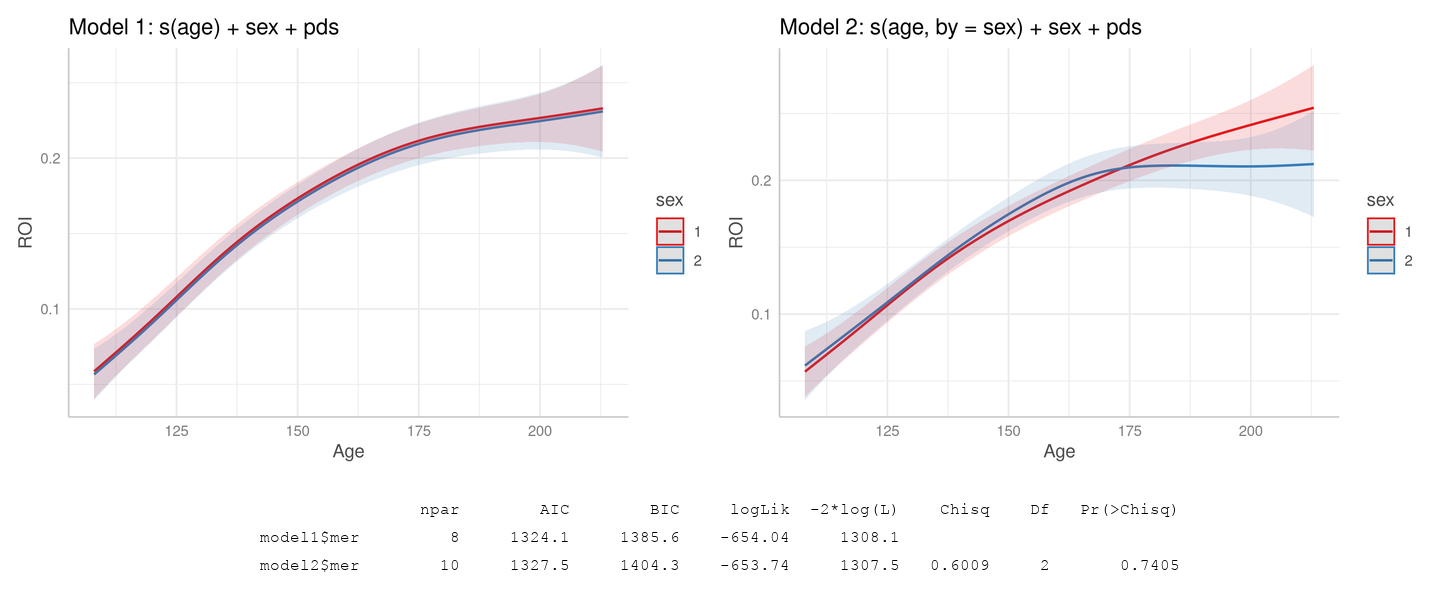 Model 1: s(age) + sex + pds
0.2
0.1
ROI
125 150 175 200
Age
sex
1
2
Model 2: s(age, by = sex) + sex + pds
0.2
0.1
ROI
125 150 175 200
Age
sex
1
2
npar AIC BIC logLik -2*log(L) Chisq Df Pr(>Chisq)
model1$mer 8 1324.1 1385.6 -654.04 1308.1
model2$mer 10 1327.5 1404.3 -653.74 1307.5 0.6009 2 0.7405